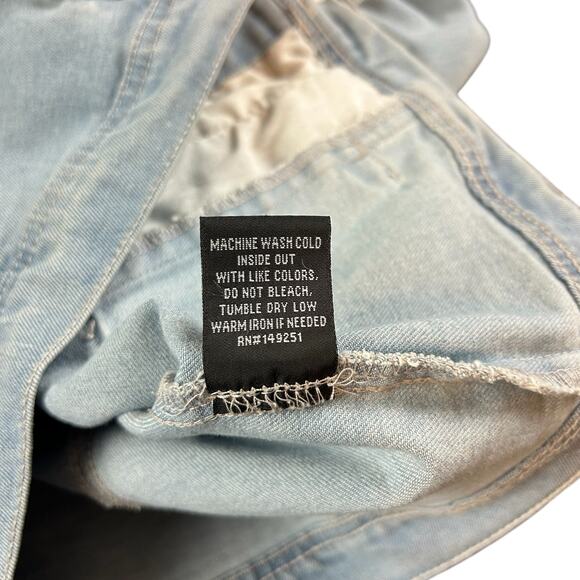 MACHINE WASH COLD
INSIDE OUT
WITH LIKE COLORS.
DO NOT BLEACH,
TUMBLE DRY LOW
WARM IRON IF NEEDED
RN#149251